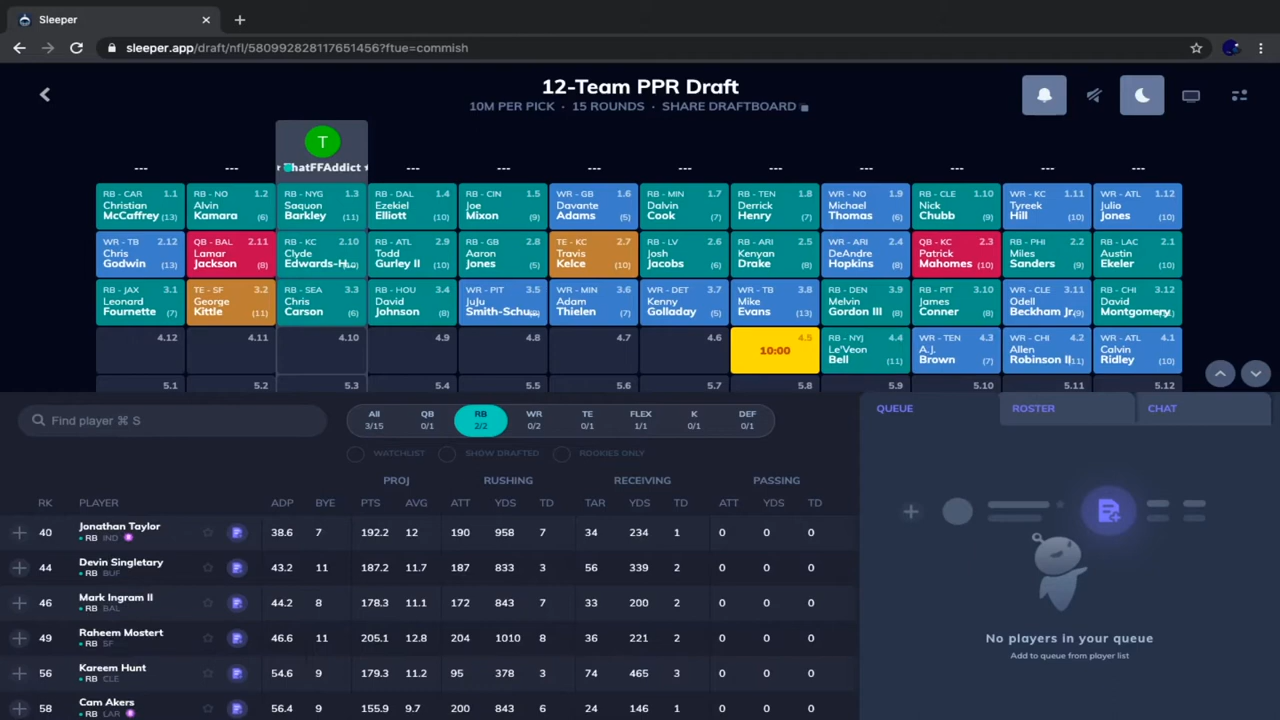 Sleeper
sleeper.app/draft/nfl/580992828117651456?ftue=commish
12-Team PPR Draft
10M PER PICK • 15 ROUNDS • SHARE DRAFTBOARD
T
--- --- ThatFFAddict --- --- --- --- --- --- --- --- ---
RB - CAR 1.1 RB - NO 1.2 RB - NYG 1.3 RB - DAL 1.4 RB - CIN 1.5 WR - GB 1.6 RB - MIN 1.7 RB - TEN 1.8 WR - NO 1.9 RB - CLE 1.10 WR - KC 1.11 WR - ATL 1.12
Christian Alvin Saquon Ezekiel Joe Davante Dalvin Derrick Michael Nick Tyreek Julio
McCaffrey (13) Kamara (6) Barkley (11) Elliott (10) Mixon (9) Adams (5) Cook (7) Henry (7) Thomas (6) Chubb (9) Hill (10) Jones (10)
WR - TB 2.12 QB - BAL 2.11 RB - KC 2.10 RB - ATL 2.9 RB - GB 2.8 TE - KC 2.7 RB - LV 2.6 RB - ARI 2.5 WR - ARI 2.4 QB - KC 2.3 RB - PHI 2.2 RB - LAC 2.1
Chris Lamar Clyde Todd Aaron Travis Josh Kenyan DeAndre Patrick Miles Austin
Godwin (13) Jackson (8) Edwards-H... (10) Gurley II (10) Jones (5) Kelce (10) Jacobs (6) Drake (8) Hopkins (8) Mahomes (10) Sanders (9) Ekeler (10)
RB - JAX 3.1 TE - SF 3.2 RB - SEA 3.3 RB - HOU 3.4 WR - PIT 3.5 WR - MIN 3.6 WR - DET 3.7 WR - TB 3.8 RB - DEN 3.9 RB - PIT 3.10 WR - CLE 3.11 RB - CHI 3.12
Leonard George Chris David JuJu Adam Kenny Mike Melvin James Odell David
Fournette (7) Kittle (11) Carson (6) Johnson (8) Smith-Schu... Thielen (7) Golladay (5) Evans (13) Gordon III (8) Conner (8) Beckham Jr. (9) Montgomery
4.12 4.11 4.10 4.9 4.8 4.7 4.6 4.5 RB - NYJ 4.4 WR - TEN 4.3 WR - CHI 4.2 WR - ATL 4.1
10:00 Le'Veon A.J. Allen Calvin
Bell (11) Brown (7) Robinson II (11) Ridley (10)
5.1 5.2 5.3 5.4 5.5 5.6 5.7 5.8 5.9 5.10 5.11 5.12
Find player ⌘ S
All QB RB WR TE FLEX K DEF
3/15 0/1 2/2 0/2 0/1 1/1 0/1 0/1
WATCHLIST SHOW DRAFTED ROOKIES ONLY
PROJ RUSHING RECEIVING PASSING
RK PLAYER ADP BYE PTS AVG ATT YDS TD TAR YDS TD ATT YDS TD
40 Jonathan Taylor 38.6 7 192.2 12 190 958 7 34 234 1 0 0 0
RB IND
44 Devin Singletary 43.2 11 187.2 11.7 187 833 3 56 339 2 0 0 0
RB BUF
46 Mark Ingram II 44.2 8 178.3 11.1 172 843 7 33 200 2 0 0 0
RB BAL
49 Raheem Mostert 46.6 11 205.1 12.8 204 1010 8 36 221 2 0 0 0
RB SF
56 Kareem Hunt 54.6 9 179.3 11.2 95 378 3 74 465 3 0 0 0
RB CLE
58 Cam Akers 56.4 9 155.9 9.7 200 843 6 24 146 1 0 0 0
RB LAR
QUEUE ROSTER CHAT
No players in your queue
Add to queue from player list